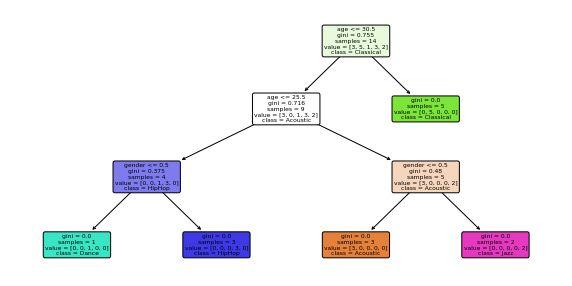 age <= 30.5
gini = 0.755
samples = 14
value = [3, 5, 1, 3, 2]
class = Classical
age <= 25.5
gini = 0.716
samples = 9
value = [3, 0, 1, 3, 2]
class = Acoustic
gini = 0.0
samples = 5
value = [0, 5, 0, 0, 0]
class = Classical
gender <= 0.5
gini = 0.375
samples = 4
value = [0, 0, 1, 3, 0]
class = HipHop
gender <= 0.5
gini = 0.48
samples = 5
value = [3, 0, 0, 0, 2]
class = Acoustic
gini = 0.0
samples = 1
value = [0, 0, 1, 0, 0]
class = Dance
gini = 0.0
samples = 3
value = [0, 0, 0, 3, 0]
class = HipHop
gini = 0.0
samples = 3
value = [3, 0, 0, 0, 0]
class = Acoustic
gini = 0.0
samples = 2
value = [0, 0, 0, 0, 2]
class = Jazz